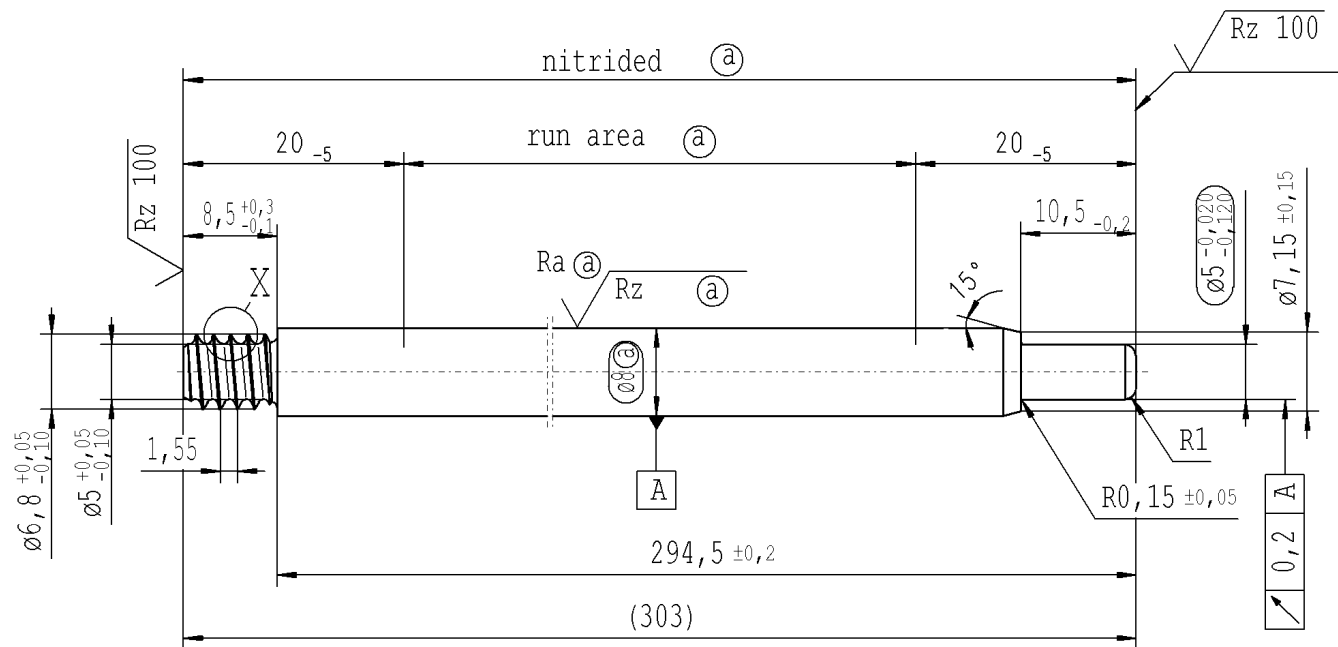 Rz 100
nitrided ⓐ
run area ⓐ
20 -5
20 -5
Rz 100
8,5 +0,3 -0,1
10,5 -0,2
ø5 -0,020 -0,120
ø7,15 ±0,15
X
Ra ⓐ
Rz ⓐ
15°
ø8 ⓐ
ø6,8 +0,05 -0,10
ø5 +0,05 -0,10
1,55
A
R1
R0,15 ±0,05
0,2 A
294,5 ±0,2
(303)